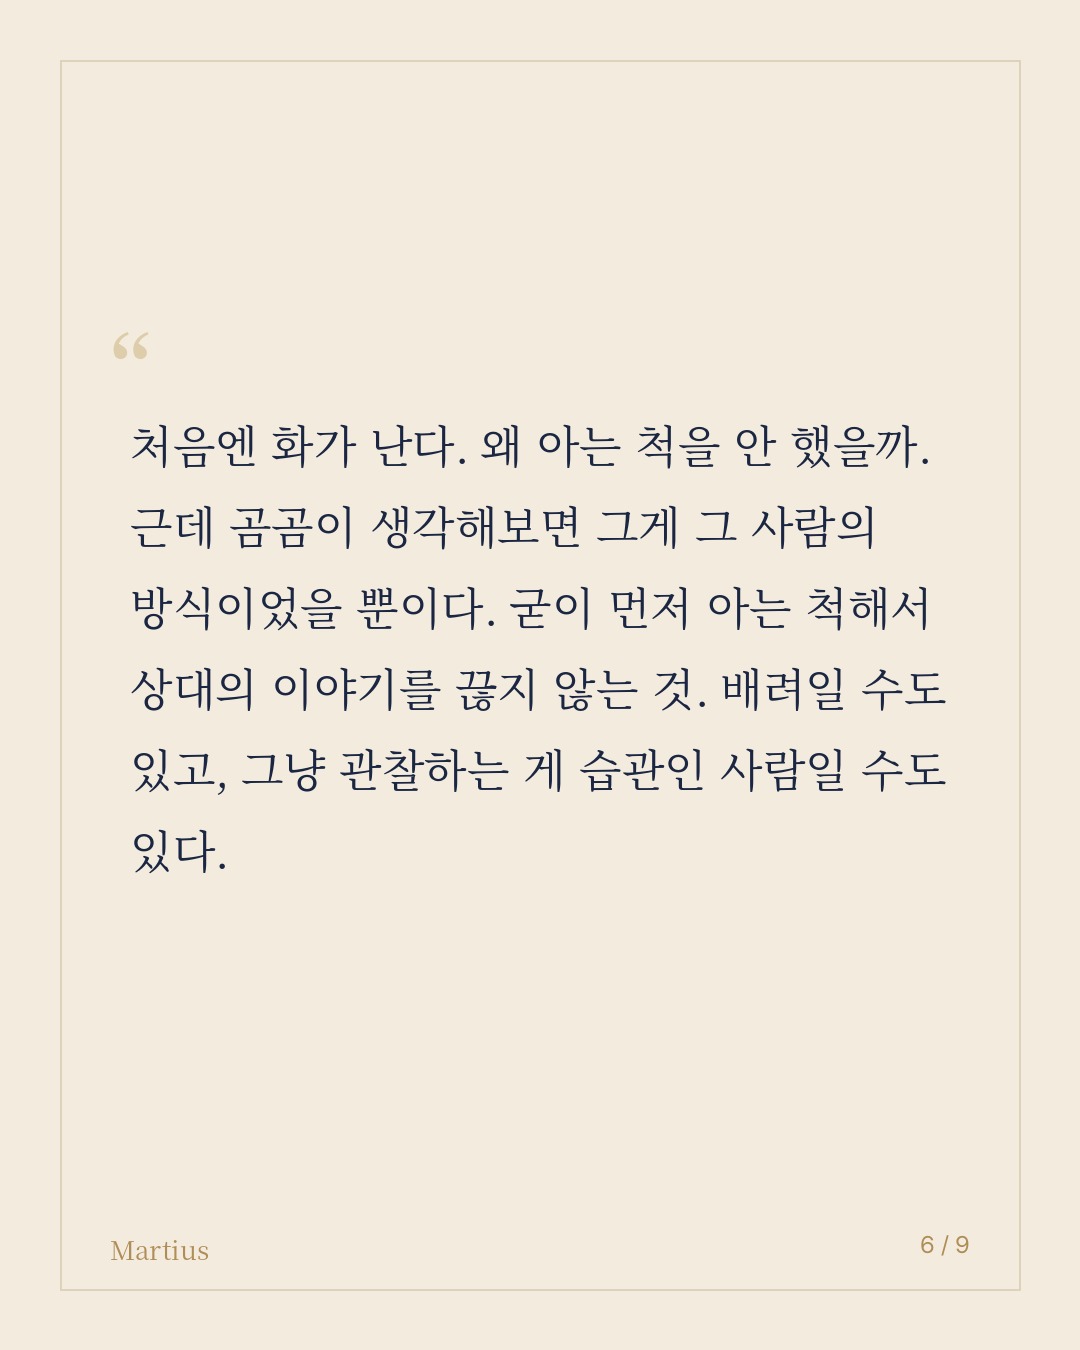 “
처음엔 화가 난다. 왜 아는 척을 안 했을까.
근데 곰곰이 생각해보면 그게 그 사람의
방식이었을 뿐이다. 굳이 먼저 아는 척해서
상대의 이야기를 끊지 않는 것. 배려일 수도
있고, 그냥 관찰하는 게 습관인 사람일 수도
있다.
Martius
6 / 9